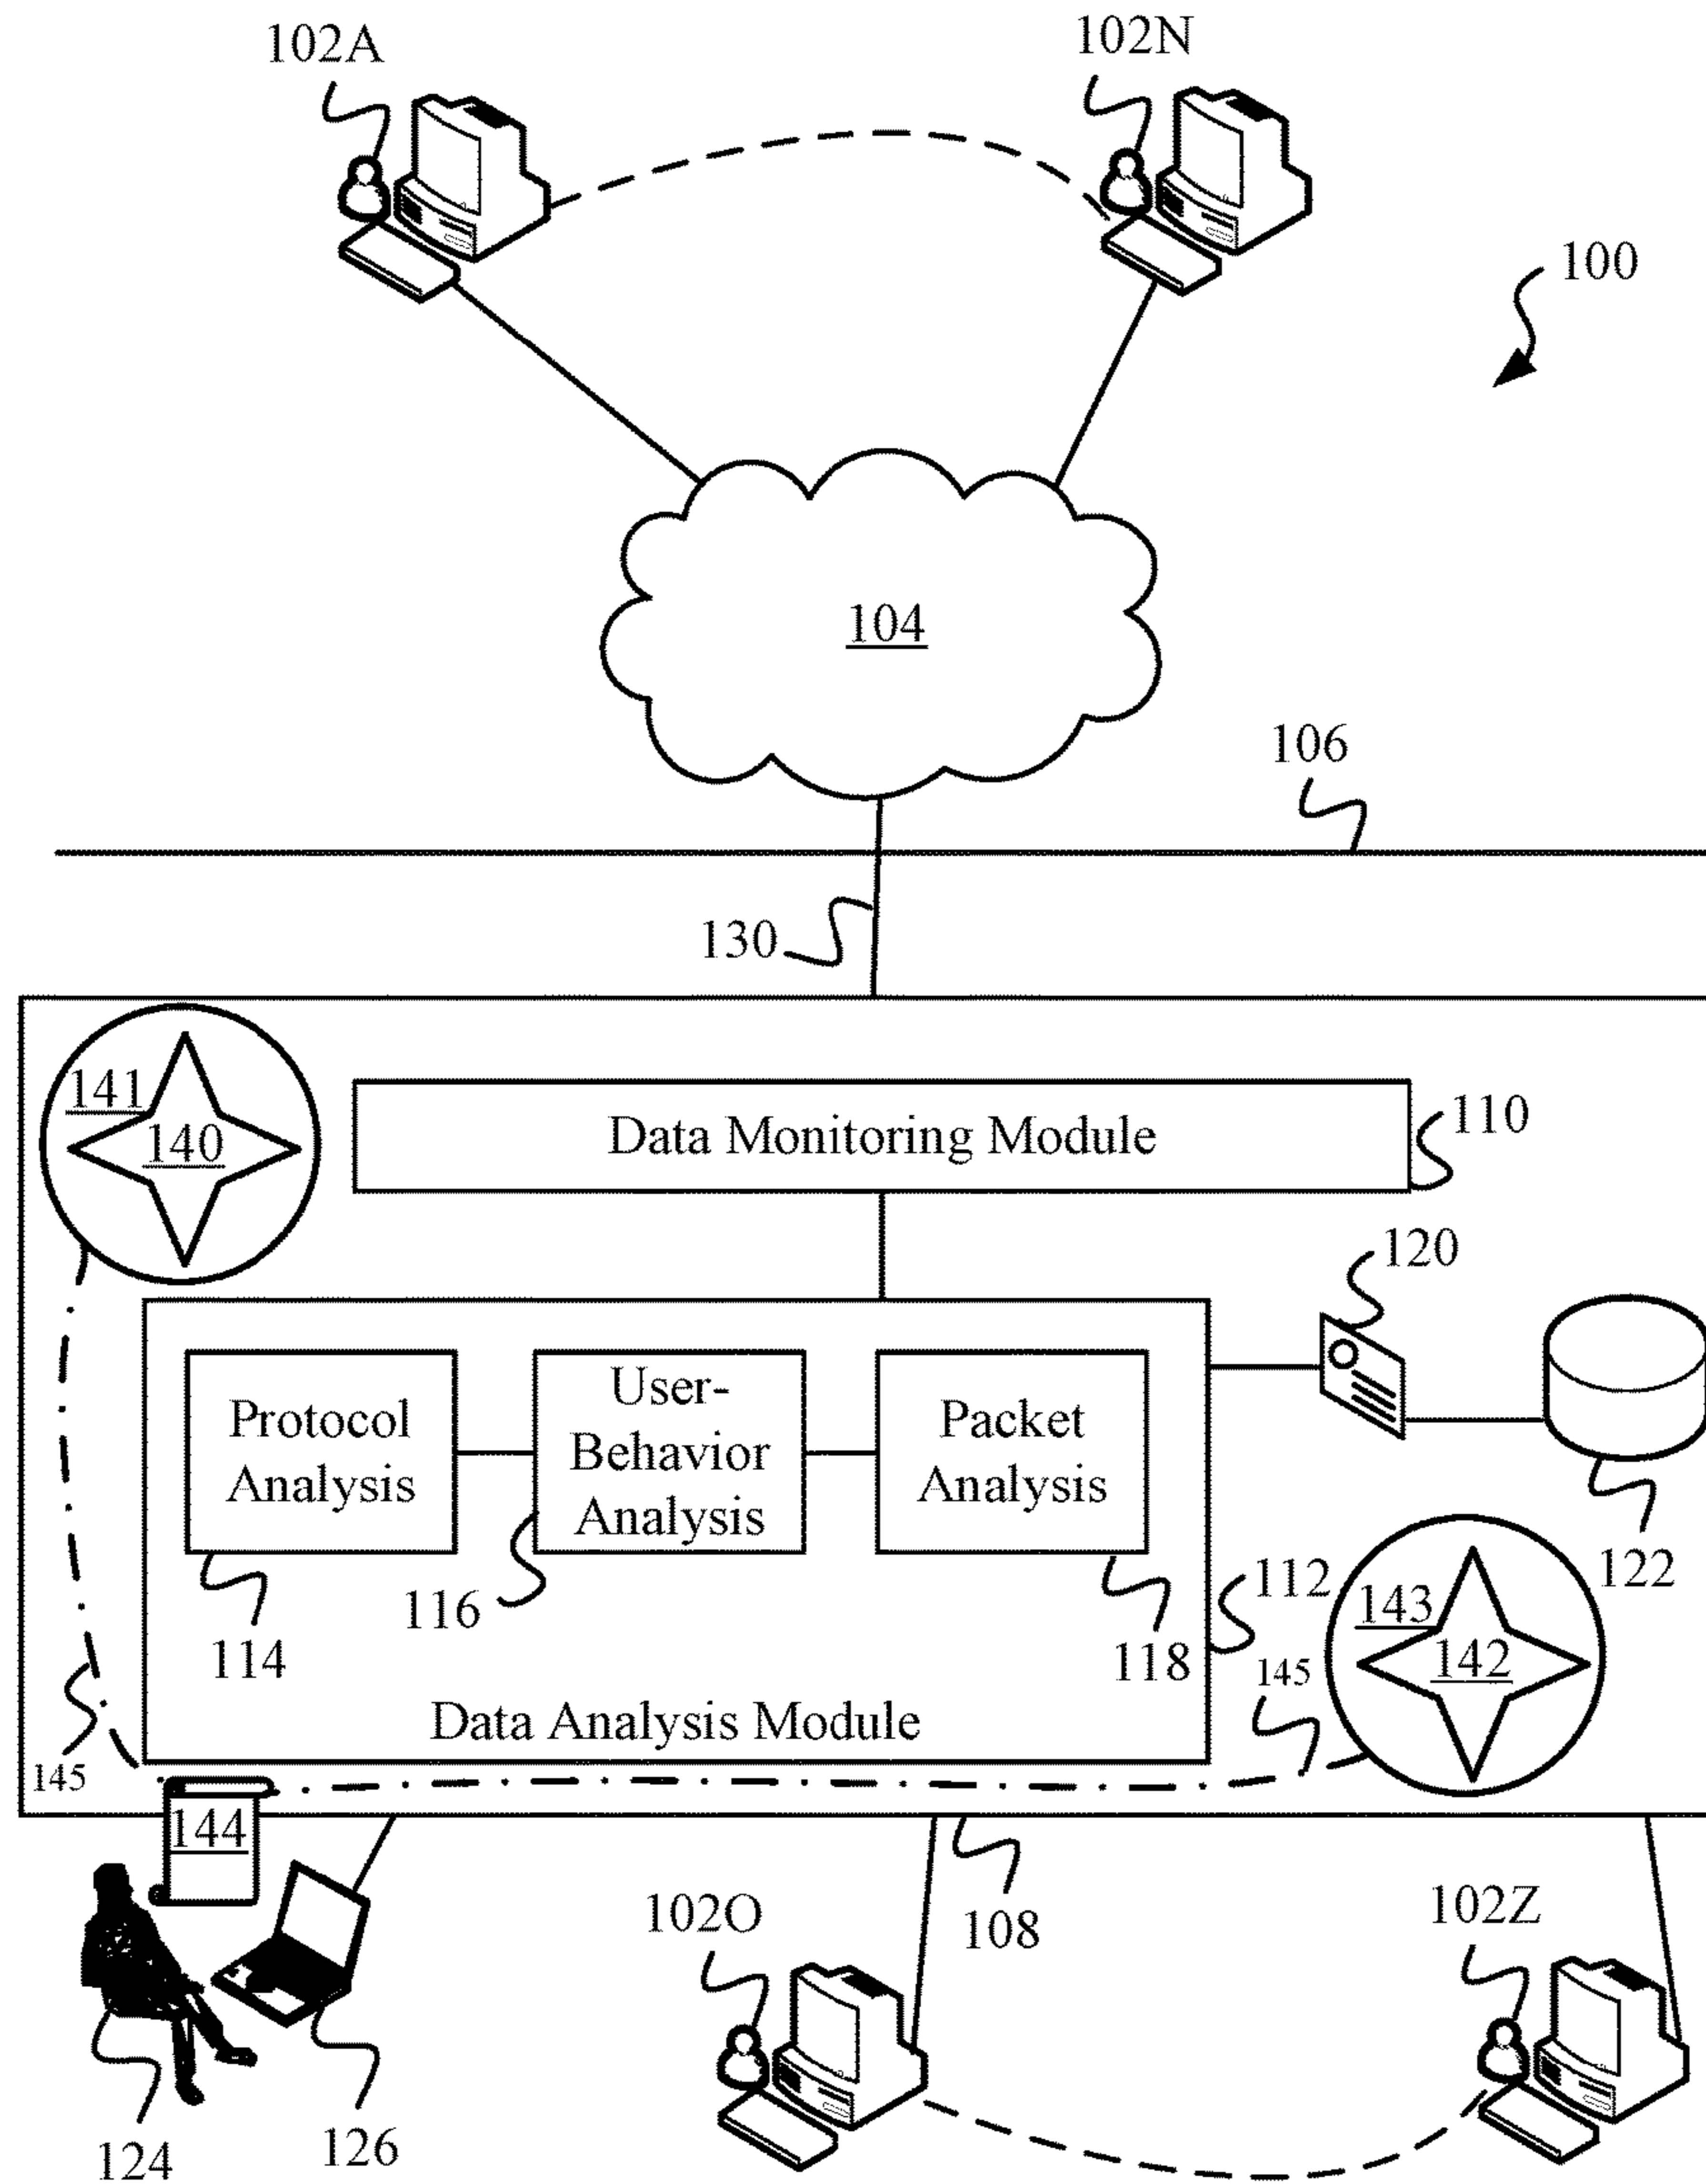 102A
102N
100
104
106
130
141
140
Data Monitoring Module
110
120
Protocol
Analysis
User-
Behavior
Analysis
Packet
Analysis
122
116
112
143
114
118
142
145
Data Analysis Module
145
144
102O
108
102Z
124
126